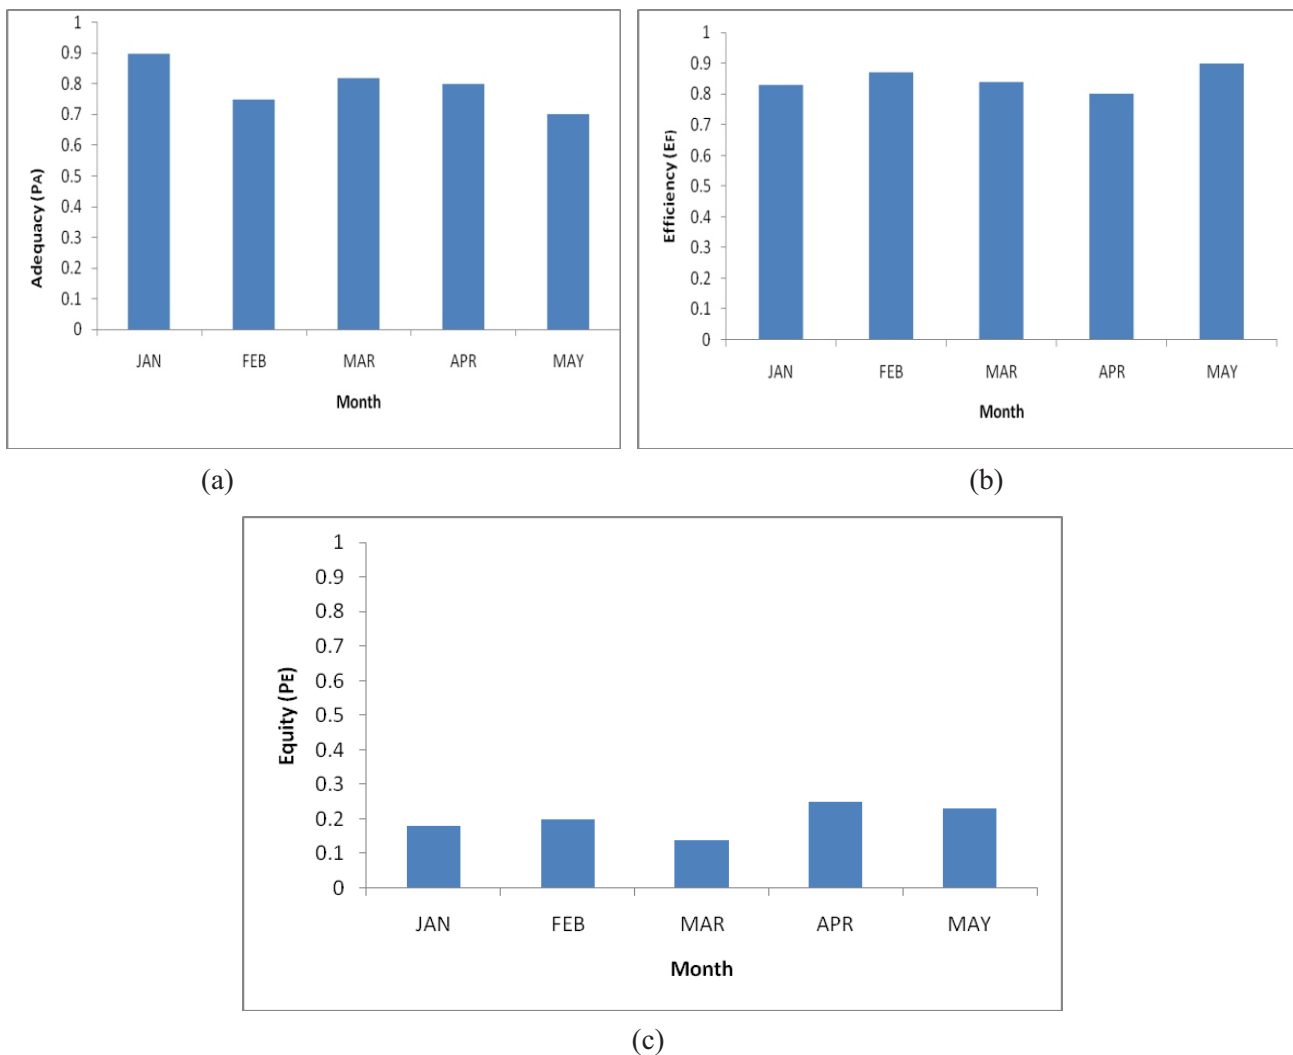 1
0.9
0.8
0.7
0.6
0.5
0.4
0.3
0.2
0.1
0
Adequacy (PA)
JAN FEB MAR APR MAY
Month
(a)
1
0.9
0.8
0.7
0.6
0.5
0.4
0.3
0.2
0.1
0
Efficiency (EF)
JAN FEB MAR APR MAY
Month
(b)
1
0.9
0.8
0.7
0.6
0.5
0.4
0.3
0.2
0.1
0
Equity (PE)
JAN FEB MAR APR MAY
Month
(c)